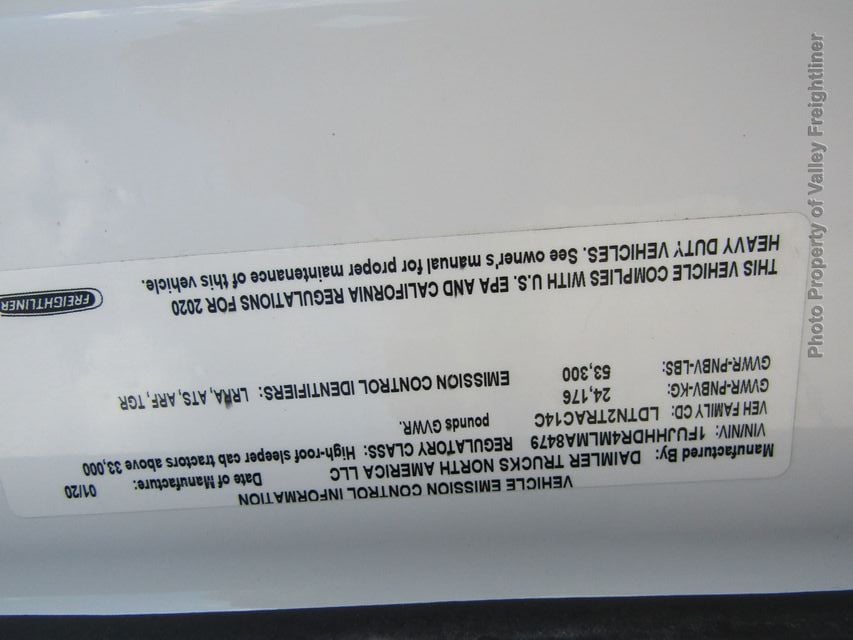 VEHICLE EMISSION CONTROL INFORMATION
Manufactured By: DAIMLER TRUCKS NORTH AMERICA LLC Date of Manufacture: 01/20
VIN/NIV: 1FUJHHDR4MLMA8479 REGULATORY CLASS: High-roof sleeper cab tractors above 33,000
VEH FAMILY CD: LDTN2TRAC14C pounds GVWR.
GVWR-PNBV-KG: 24,176
GVWR-PNBV-LBS: 53,300 EMISSION CONTROL IDENTIFIERS: LRRA, ATS, ARF, TGR
THIS VEHICLE COMPLIES WITH U.S. EPA AND CALIFORNIA REGULATIONS FOR 2020
HEAVY DUTY VEHICLES. See owner's manual for proper maintenance of this vehicle.
FREIGHTLINER
Photo Property of Valley Freightliner